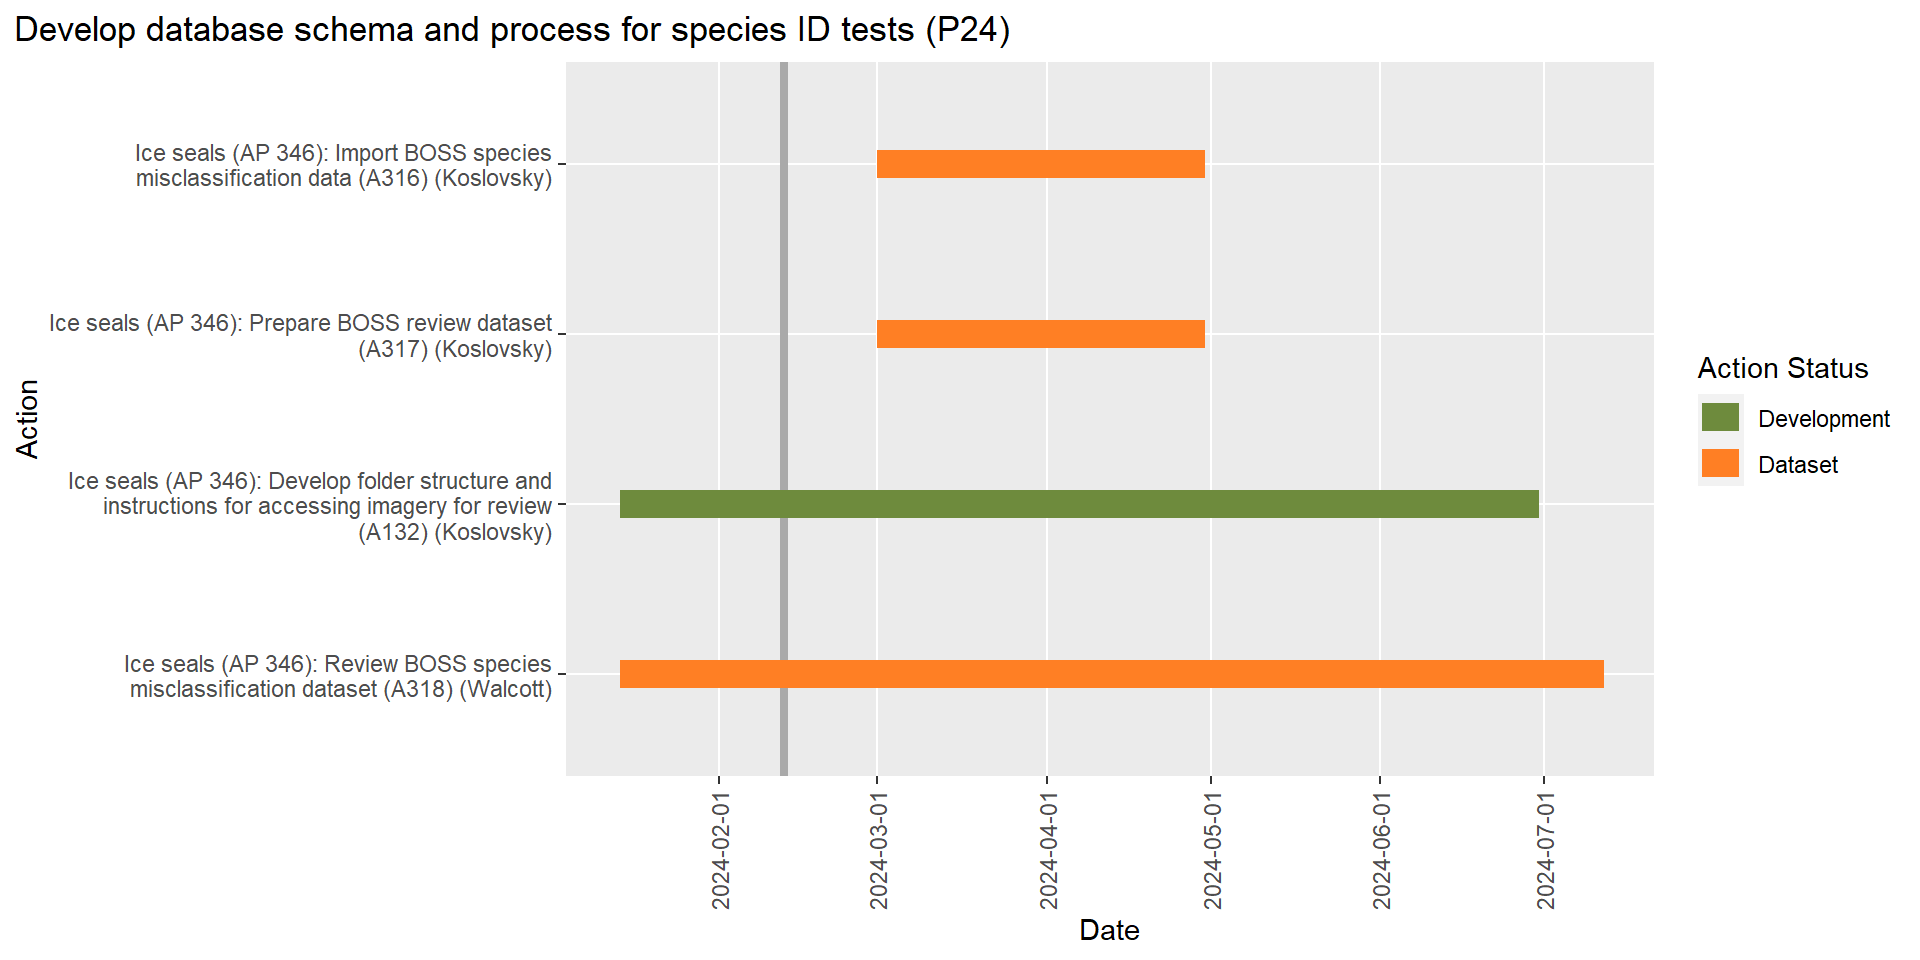 Develop database schema and process for species ID tests (P24)
Ice seals (AP 346): Import BOSS species
misclassification data (A316) (Koslovsky)
Ice seals (AP 346): Prepare BOSS review dataset
(A317) (Koslovsky)
Ice seals (AP 346): Develop folder structure and
instructions for accessing imagery for review
(A132) (Koslovsky)
Ice seals (AP 346): Review BOSS species
misclassification dataset (A318) (Walcott)
Action
2024-02-01
2024-03-01
2024-04-01
2024-05-01
2024-06-01
2024-07-01
Date
Action Status
Development
Dataset